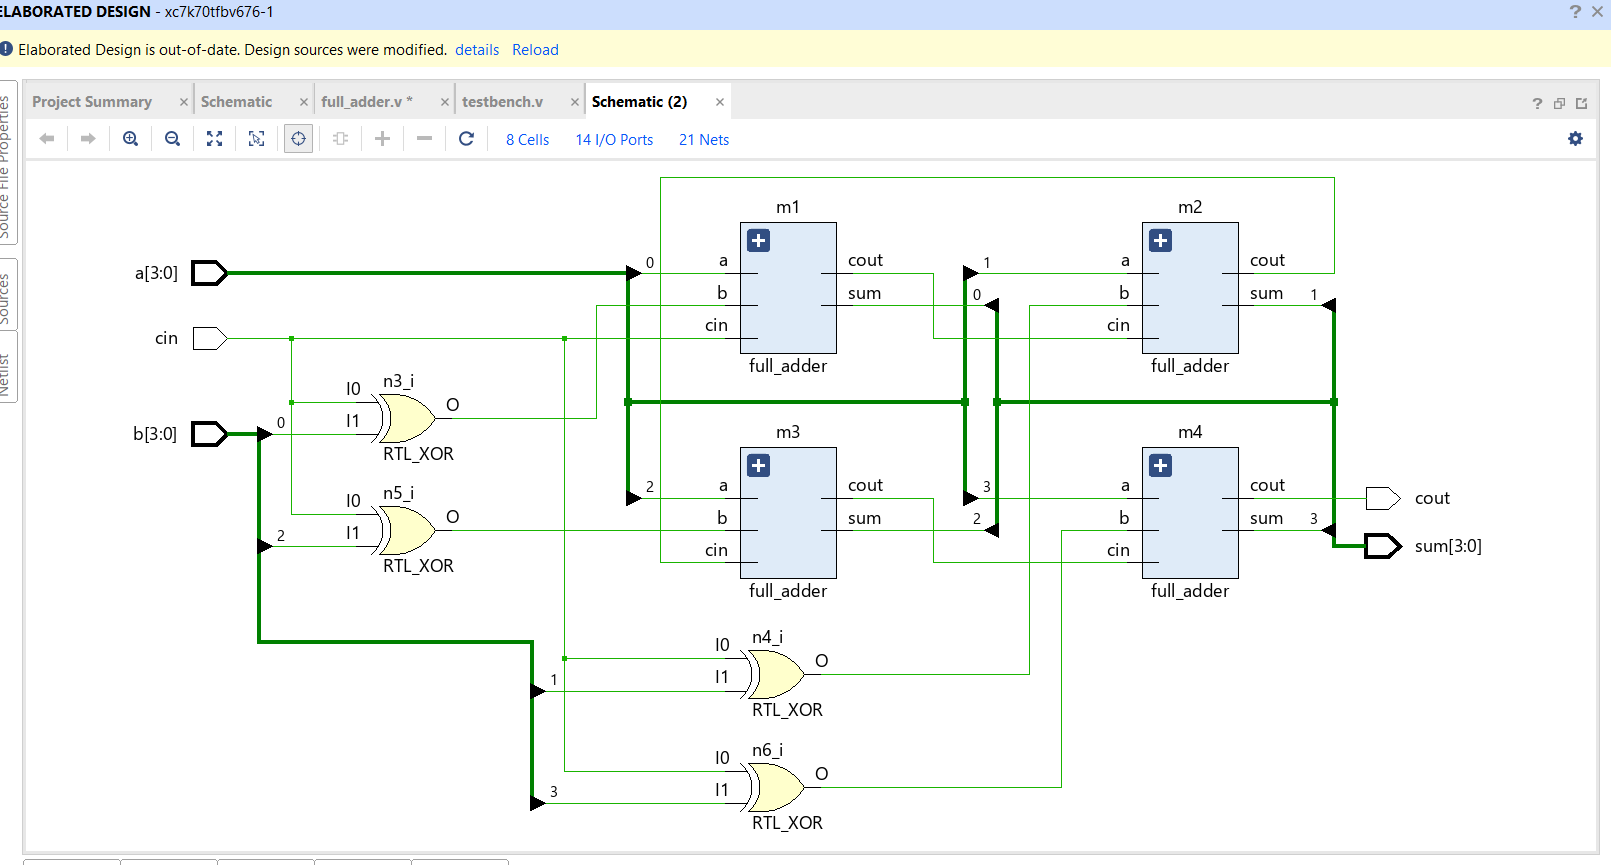 ELABORATED DESIGN - xc7k70tfbv676-1
Elaborated Design is out-of-date. Design sources were modified. details Reload
Source File Properties
Sources
Netlist
Project Summary Schematic full_adder.v * testbench.v Schematic (2)
8 Cells 14 I/O Ports 21 Nets
m1 m2
a[3:0] 0 a cout 1 a cout
b sum 0 b sum 1
cin cin cin
full_adder full_adder
n3_i
I0 O
b[3:0] 0 I1
RTL_XOR
m3 m4
n5_i 2 a cout 3 a cout cout
I0 O b sum 2 b sum 3
2 I1 cin cin sum[3:0]
RTL_XOR
full_adder full_adder
n4_i
I0 O
1 I1
RTL_XOR
n6_i
I0 O
3 I1
RTL_XOR